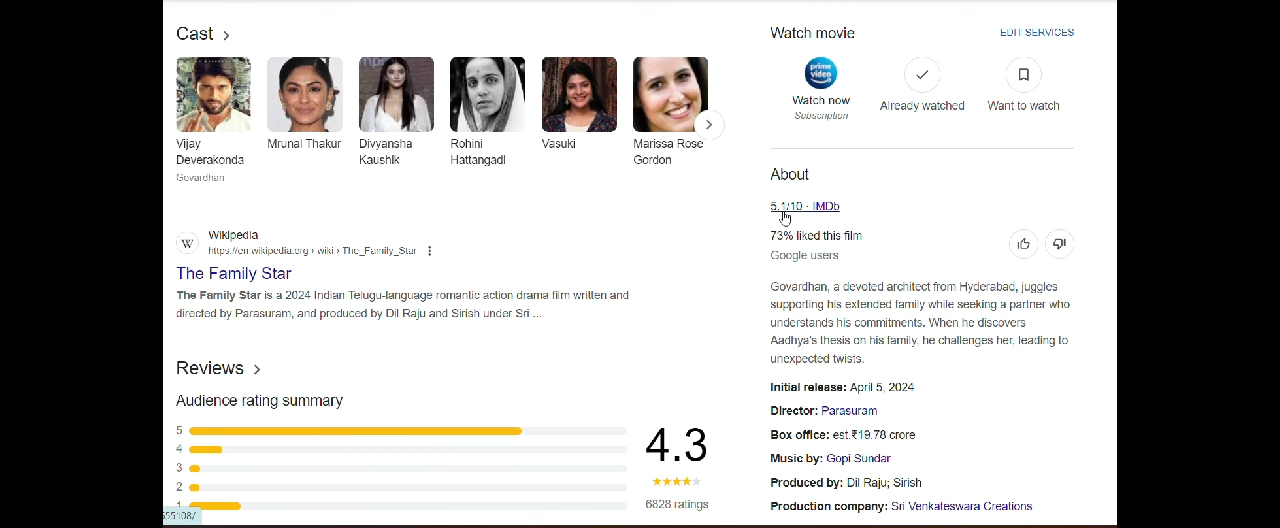 Cast
Vijay Deverakonda
Govardhan
Mrunal Thakur
Divyansha Kaushik
Rohini Hattangadi
Vasuki
Marissa Rose Gordon
W
Wikipedia
https://en.wikipedia.org › wiki › The_Family_Star
The Family Star
The Family Star is a 2024 Indian Telugu-language romantic action drama film written and
directed by Parasuram, and produced by Dil Raju and Sirish under Sri ...
Reviews
Audience rating summary
5
4
3
2
1
4.3
6828 ratings
55108/
Watch movie
EDIT SERVICES
prime video
Watch now
Subscription
Already watched
Want to watch
About
5.1/10 · IMDb
73% liked this film
Google users
Govardhan, a devoted architect from Hyderabad, juggles
supporting his extended family while seeking a partner who
understands his commitments. When he discovers
Aadhya's thesis on his family, he challenges her, leading to
unexpected twists.
Initial release: April 5, 2024
Director: Parasuram
Box office: est.₹19.78 crore
Music by: Gopi Sundar
Produced by: Dil Raju; Sirish
Production company: Sri Venkateswara Creations